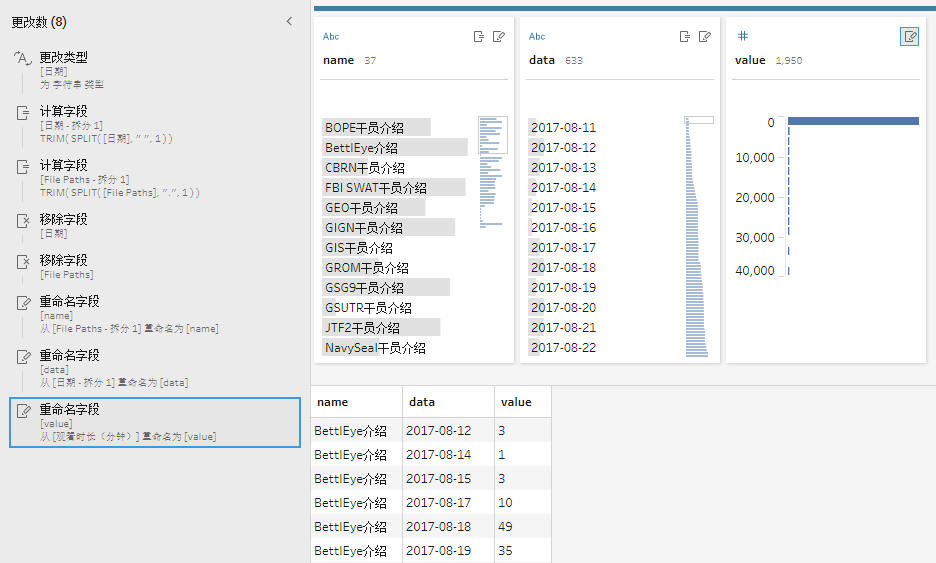 更改数 (8)
更改类型
[日期]
为 字符串 类型
计算字段
[日期 - 拆分 1]
TRIM( SPLIT( [日期], " ", 1 ) )
计算字段
[File Paths - 拆分 1]
TRIM( SPLIT( [File Paths], ".", 1 ) )
移除字段
[日期]
移除字段
[File Paths]
重命名字段
[name]
从 [File Paths - 拆分 1] 重命名为 [name]
重命名字段
[data]
从 [日期 - 拆分 1] 重命名为 [data]
重命名字段
[value]
从 [观看时长（分钟）] 重命名为 [value]
Abc
name 37
BOPE干员介绍
BettlEye介绍
CBRN干员介绍
FBI SWAT干员介绍
GEO干员介绍
GIGN干员介绍
GIS干员介绍
GROM干员介绍
GSG9干员介绍
GSUTR干员介绍
JTF2干员介绍
NavySeal干员介绍
Abc
data 633
2017-08-11
2017-08-12
2017-08-13
2017-08-14
2017-08-15
2017-08-16
2017-08-17
2017-08-18
2017-08-19
2017-08-20
2017-08-21
2017-08-22
#
value 1,950
0
10,000
20,000
30,000
40,000
name data value
BettlEye介绍 2017-08-12 3
BettlEye介绍 2017-08-14 1
BettlEye介绍 2017-08-15 3
BettlEye介绍 2017-08-17 10
BettlEye介绍 2017-08-18 49
BettlEye介绍 2017-08-19 35